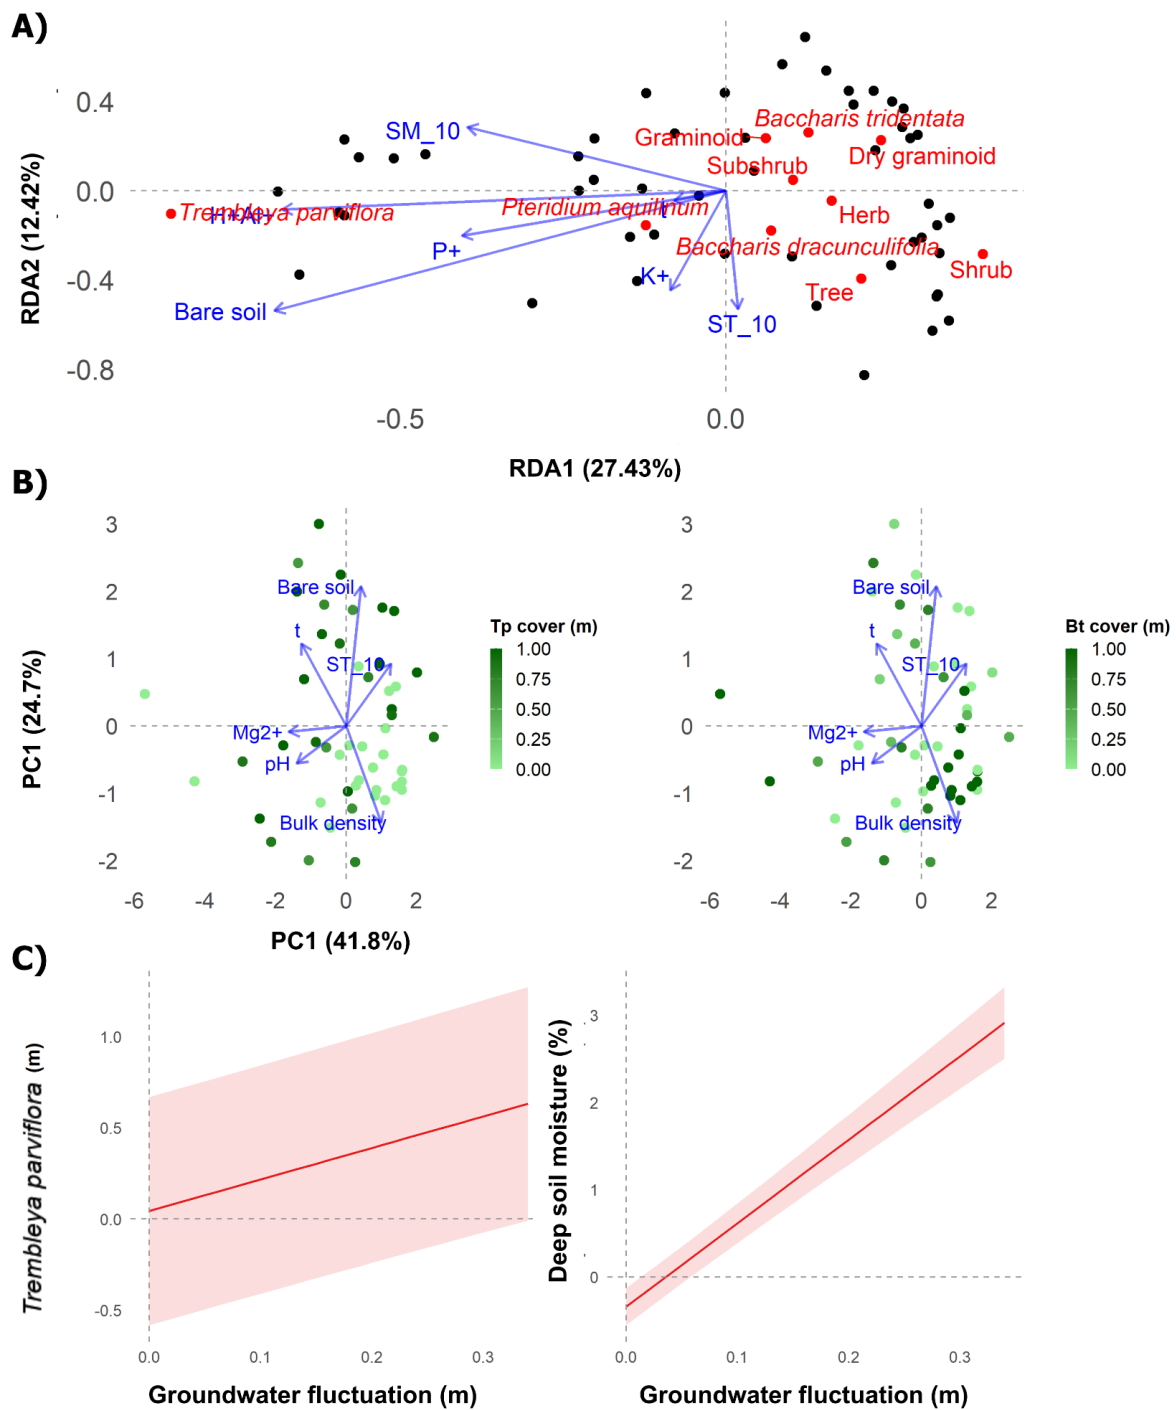 A)
RDA2 (12.42%)
0.4
0.0
-0.4
-0.8
SM_10
Graminoid
Baccharis tridentata
Subshrub
Dry graminoid
H+Al+
Trembleya parviflora
Pteridium aquilinum
t
Herb
P+
Baccharis dracunculifolia
K+
Shrub
Tree
Bare soil
ST_10
-0.5
0.0
RDA1 (27.43%)
B)
PC1 (24.7%)
3
2
1
0
-1
-2
Bare soil
t
ST_10
Mg2+
pH
Bulk density
-6
-4
-2
0
2
PC1 (41.8%)
Tp cover (m)
1.00
0.75
0.50
0.25
0.00
3
2
1
0
-1
-2
Bare soil
t
ST_10
Mg2+
pH
Bulk density
-6
-4
-2
0
2
Bt cover (m)
1.00
0.75
0.50
0.25
0.00
C)
Trembleya parviflora (m)
1.0
0.5
0.0
-0.5
0.0
0.1
0.2
0.3
Groundwater fluctuation (m)
Deep soil moisture (%)
3
2
1
0
0.0
0.1
0.2
0.3
Groundwater fluctuation (m)